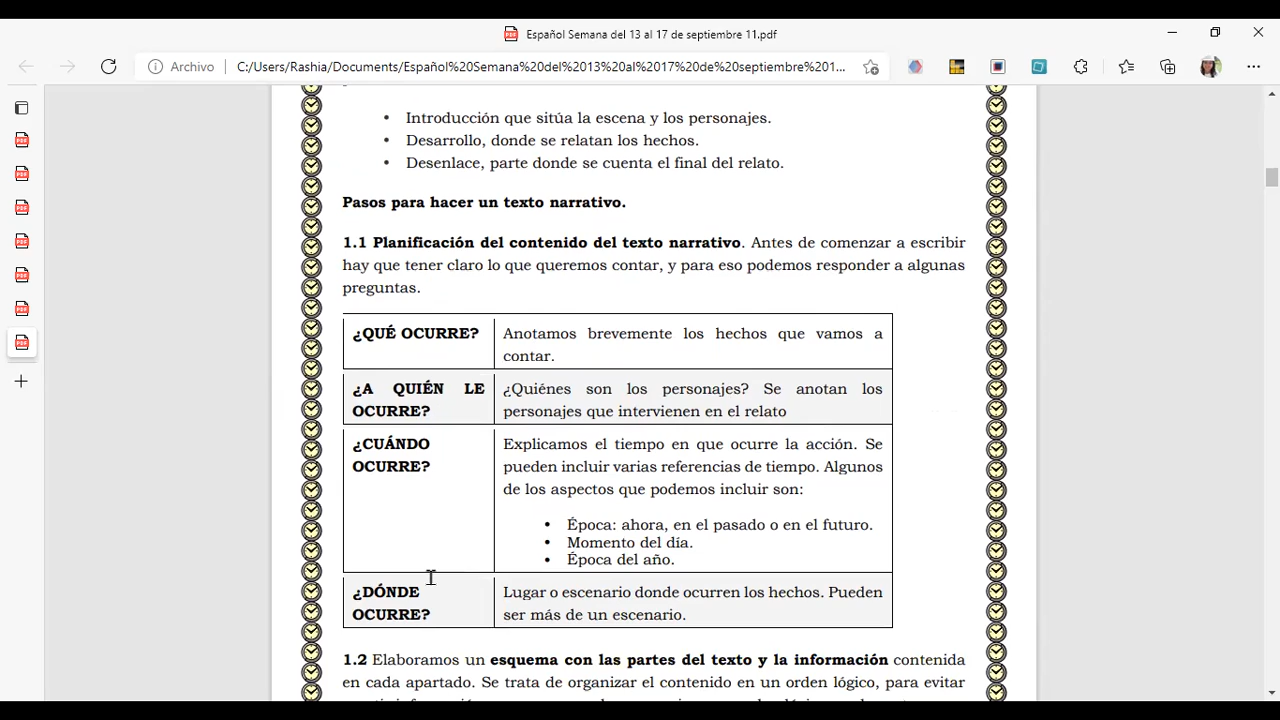 Español Semana del 13 al 17 de septiembre 11.pdf
Archivo C:/Users/Rashia/Documents/Español%20Semana%20del%2013%20al%2017%20de%20septiembre%201...
• Introducción que sitúa la escena y los personajes.
• Desarrollo, donde se relatan los hechos.
• Desenlace, parte donde se cuenta el final del relato.
Pasos para hacer un texto narrativo.
1.1 Planificación del contenido del texto narrativo. Antes de comenzar a escribir
hay que tener claro lo que queremos contar, y para eso podemos responder a algunas
preguntas.
¿QUÉ OCURRE?
Anotamos brevemente los hechos que vamos a
contar.
¿A QUIÉN LE
OCURRE?
¿Quiénes son los personajes? Se anotan los
personajes que intervienen en el relato
¿CUÁNDO
OCURRE?
Explicamos el tiempo en que ocurre la acción. Se
pueden incluir varias referencias de tiempo. Algunos
de los aspectos que podemos incluir son:
• Época: ahora, en el pasado o en el futuro.
• Momento del día.
• Época del año.
¿DÓNDE
OCURRE?
Lugar o escenario donde ocurren los hechos. Pueden
ser más de un escenario.
1.2 Elaboramos un esquema con las partes del texto y la información contenida
en cada apartado. Se trata de organizar el contenido en un orden lógico, para evitar